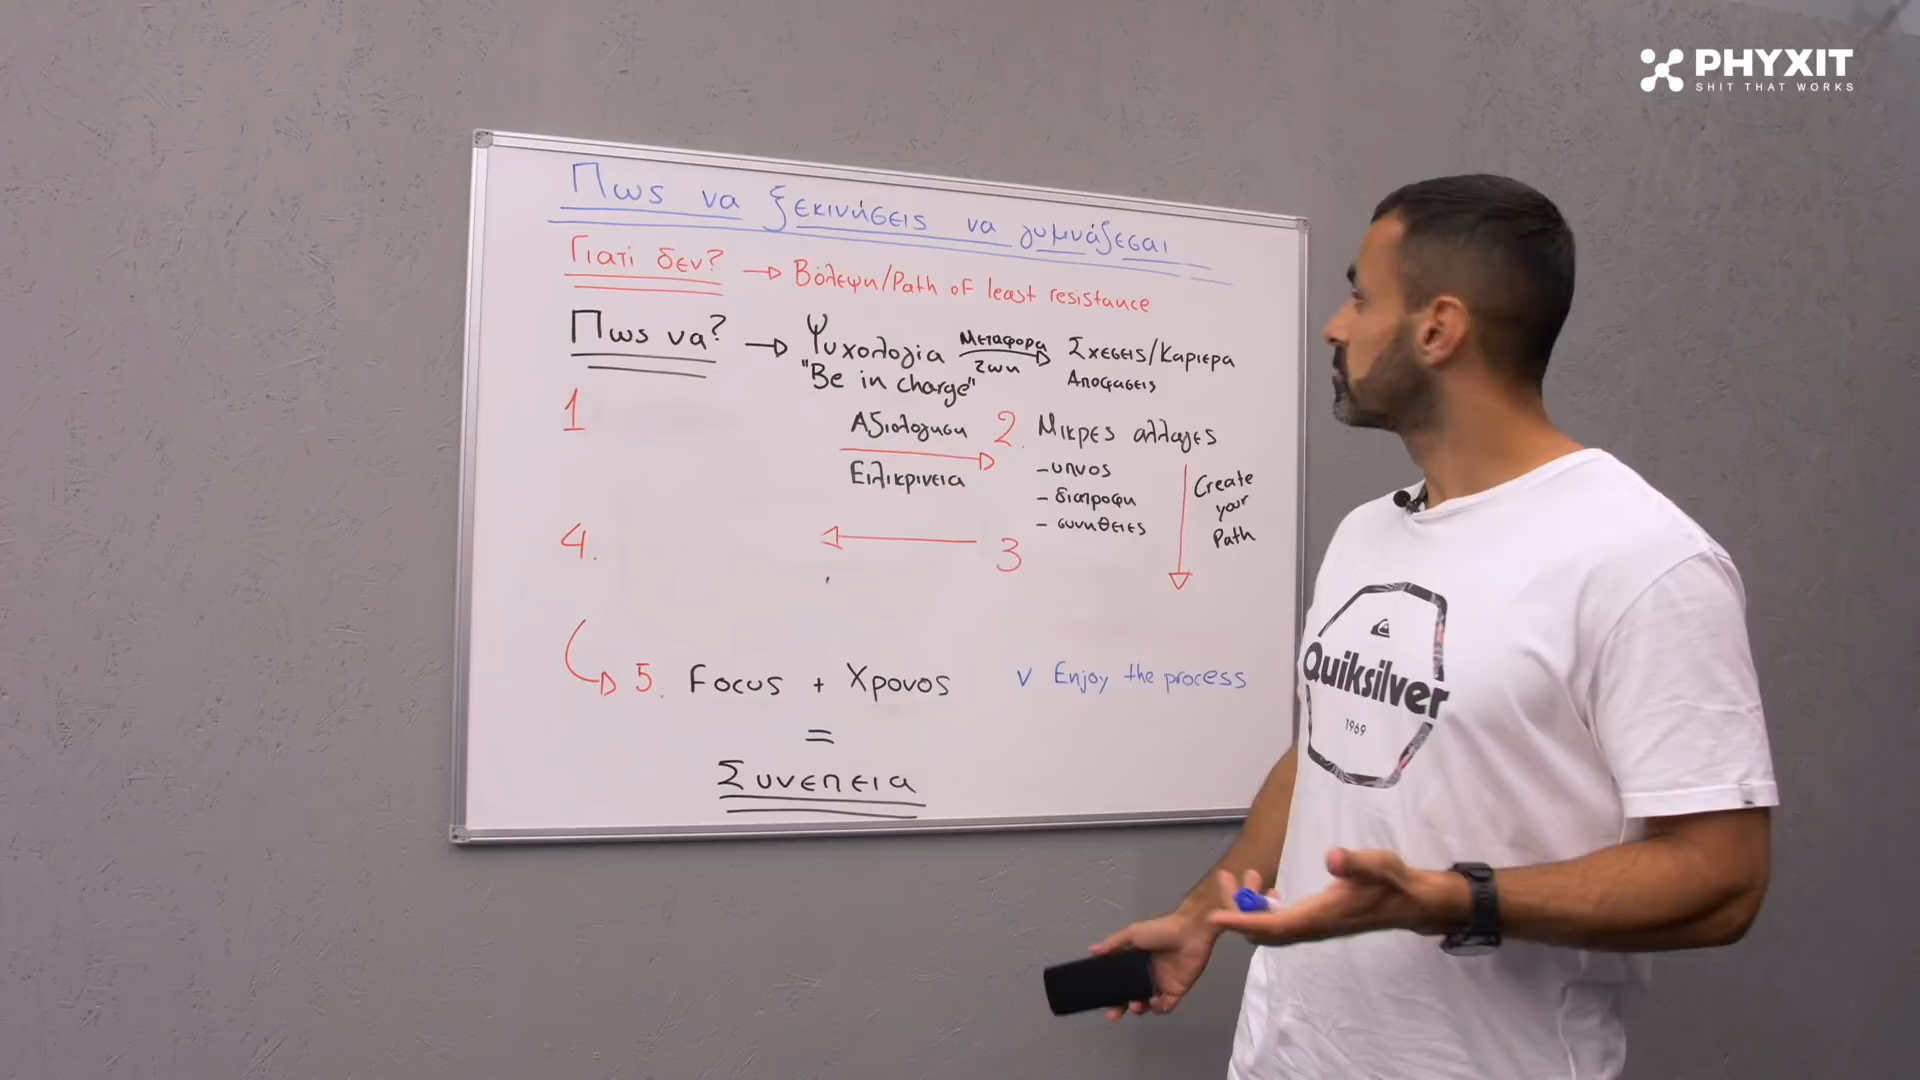 PHYXIT
SHIT THAT WORKS
Πως να ξεκινήσεις να γυμνάζεσαι
Γιατί δεν? → Βόλεψη/Path of least resistance
Πως να? → Ψυχολογία Μεταφορα Ζωη Σχεσεις/Καριερα
"Be in charge" Αποφασεις
1
Αξιολογηση 2. Μικρες αλλαγες
Ειλικρινεια
- υπνος
- διατροφη
- συνηθειες
Create
your
Path
4. ← 3
5. Focus + Χρονος
=
Συνεπεια
v Enjoy the process
Quiksilver
1969